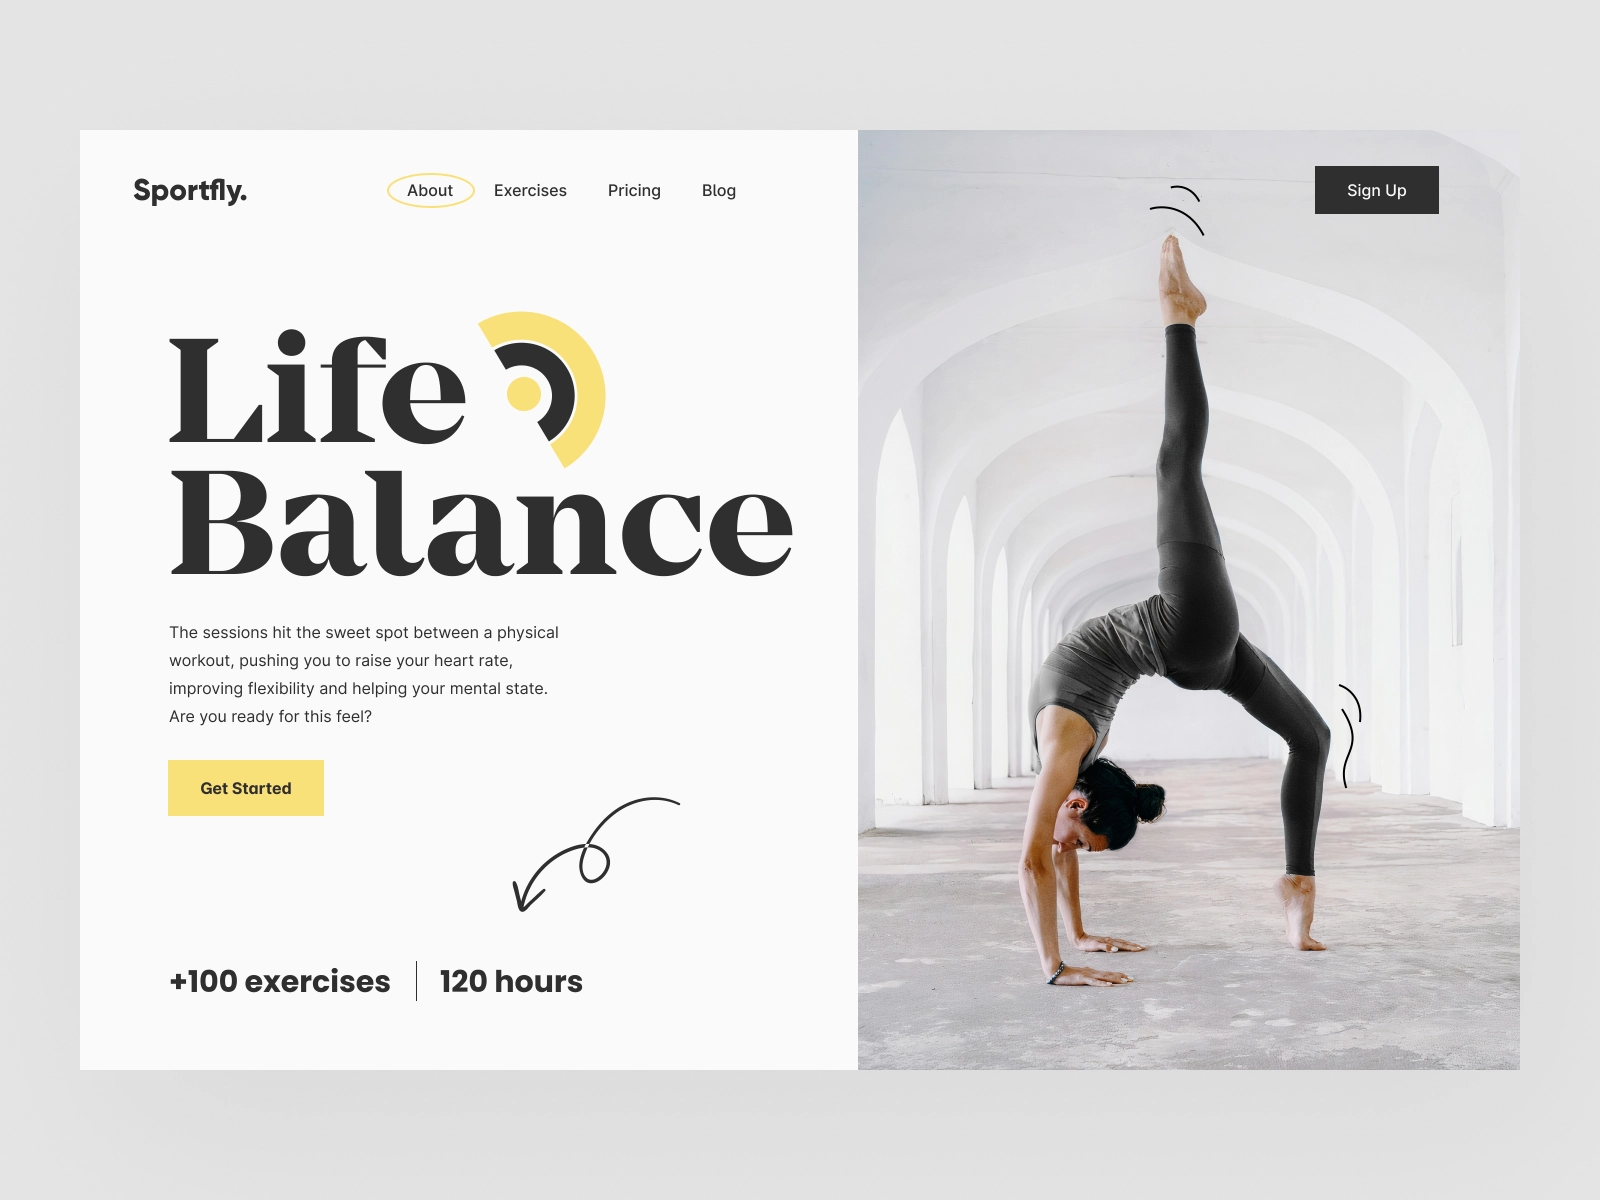 Sportfly.
About
Exercises
Pricing
Blog
Sign Up
Life
Balance
The sessions hit the sweet spot between a physical
workout, pushing you to raise your heart rate,
improving flexibility and helping your mental state.
Are you ready for this feel?
Get Started
+100 exercises
120 hours